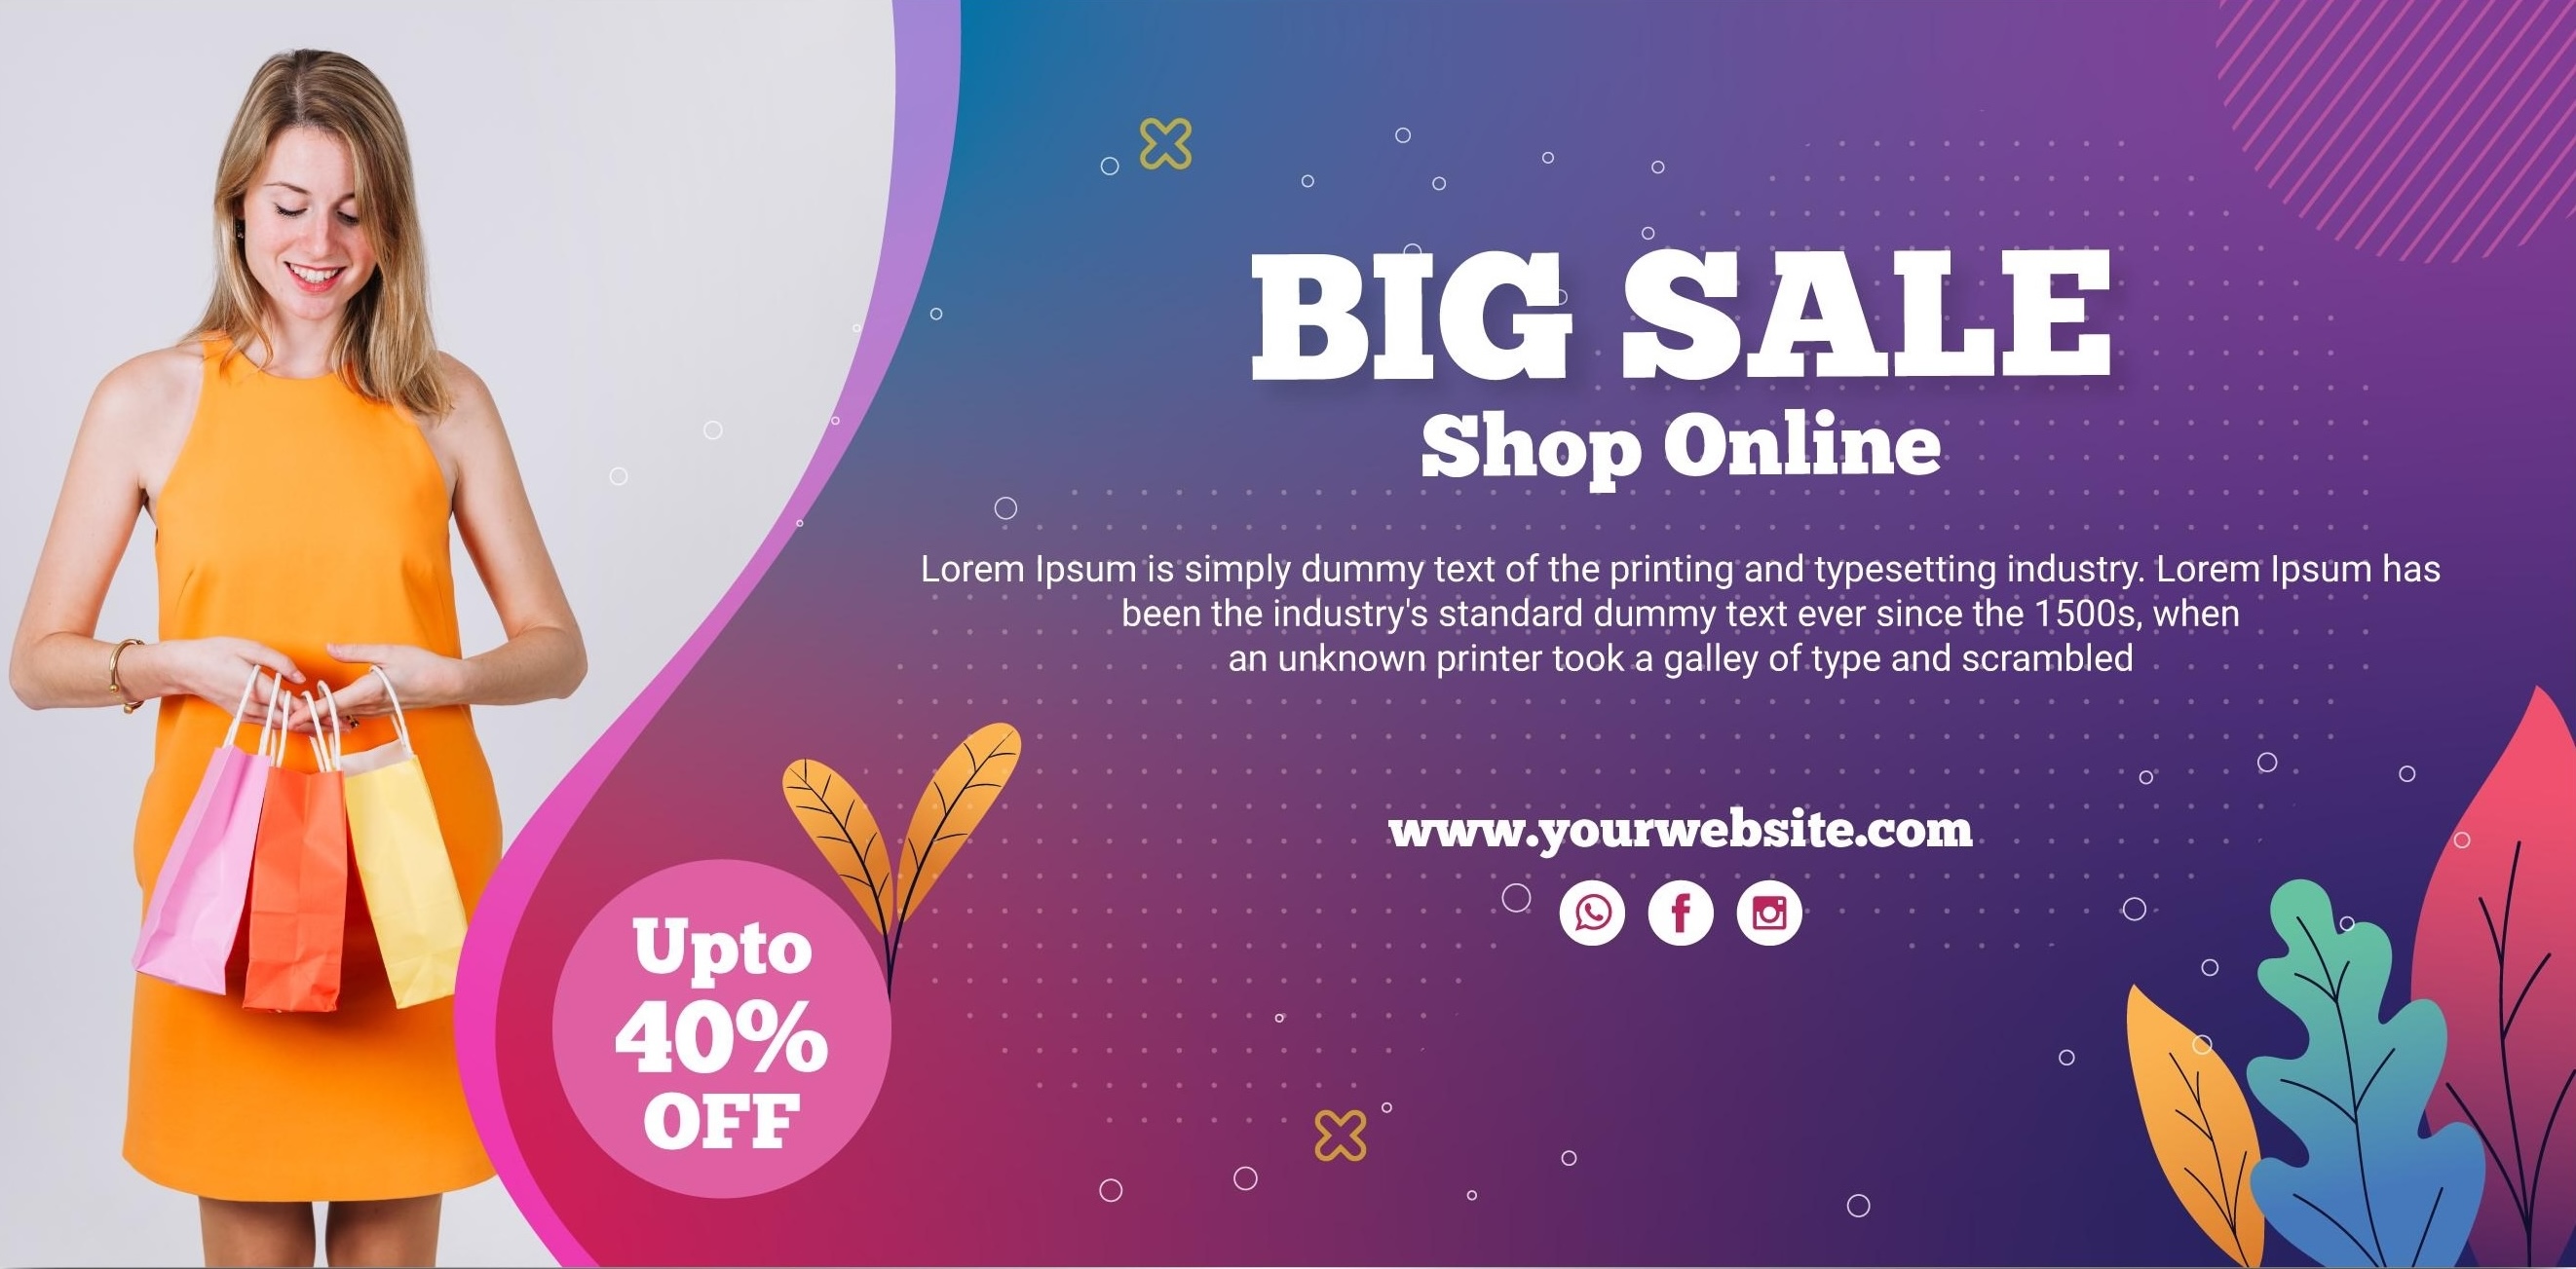 BIG SALE
Shop Online
Lorem Ipsum is simply dummy text of the printing and typesetting industry. Lorem Ipsum has
been the industry's standard dummy text ever since the 1500s, when
an unknown printer took a galley of type and scrambled
www.yourwebsite.com
Upto
40%
OFF